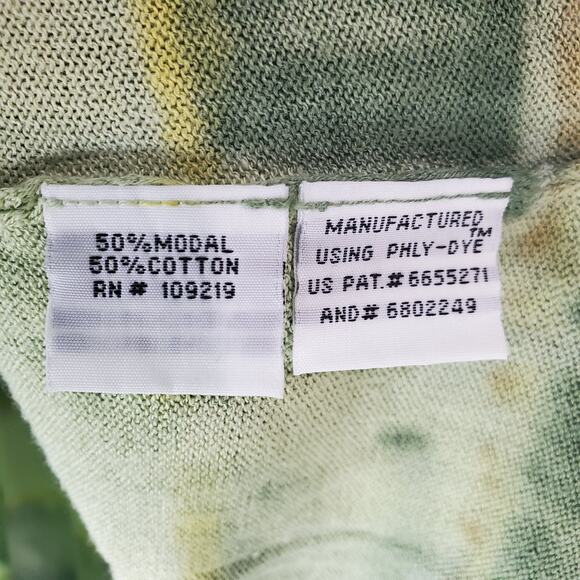 50%MODAL
50%COTTON
RN # 109219
MANUFACTURED
USING PHLY-DYE™
US PAT.# 6655271
AND# 6802249